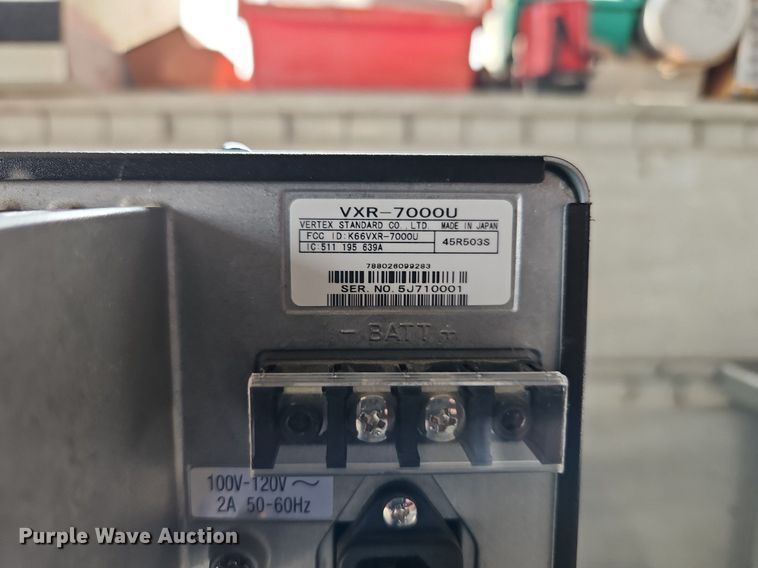 VXR-7000U
VERTEX STANDARD CO., LTD. MADE IN JAPAN
FCC ID:K66VXR-7000U
45R503S
IC:511 195 639A
788026099283
SER. NO. 5J710001
- BATT +
100V-120V ~
2A 50-60Hz
Purple Wave Auction